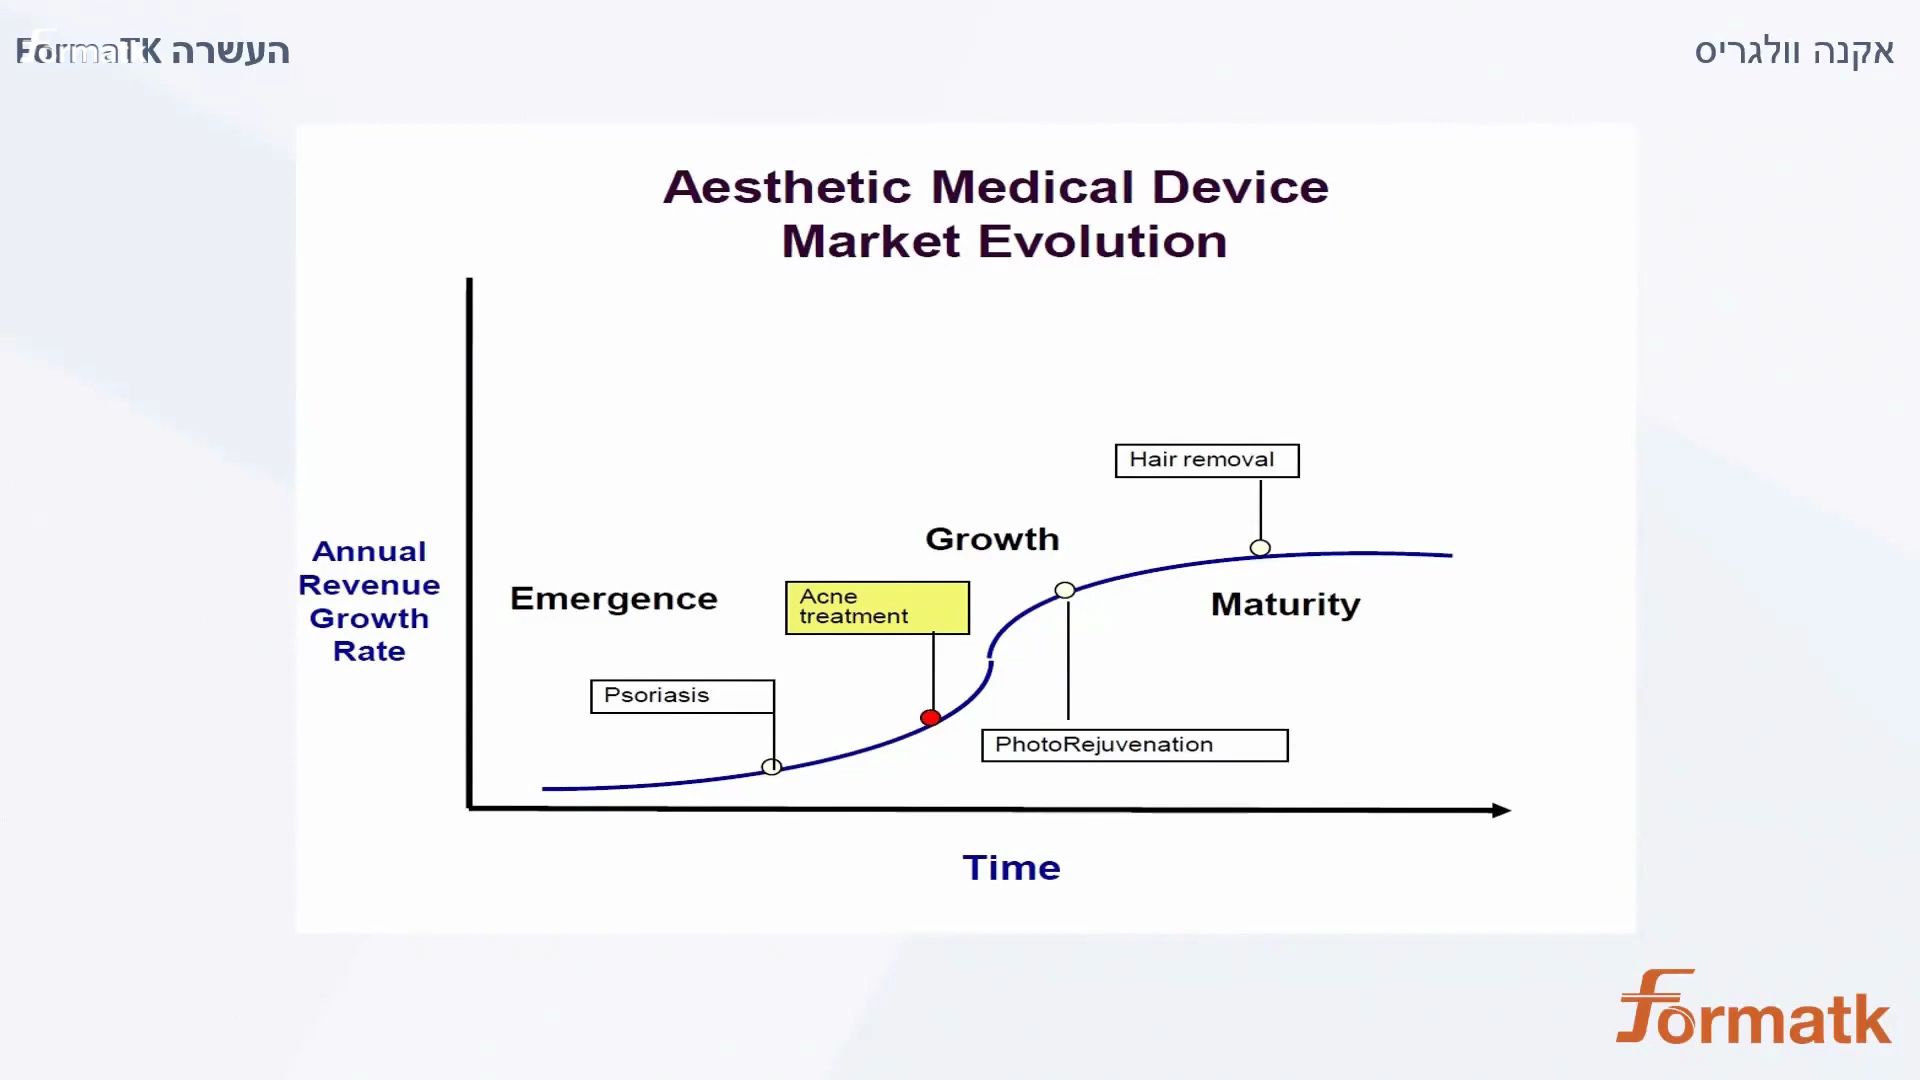 העשרה FormaTK
Formatk
אקנה וולגריס
Aesthetic Medical Device
Market Evolution
Hair removal
Growth
Annual
Revenue
Growth
Rate
Emergence
Acne
treatment
Maturity
Psoriasis
PhotoRejuvenation
Time
formatk